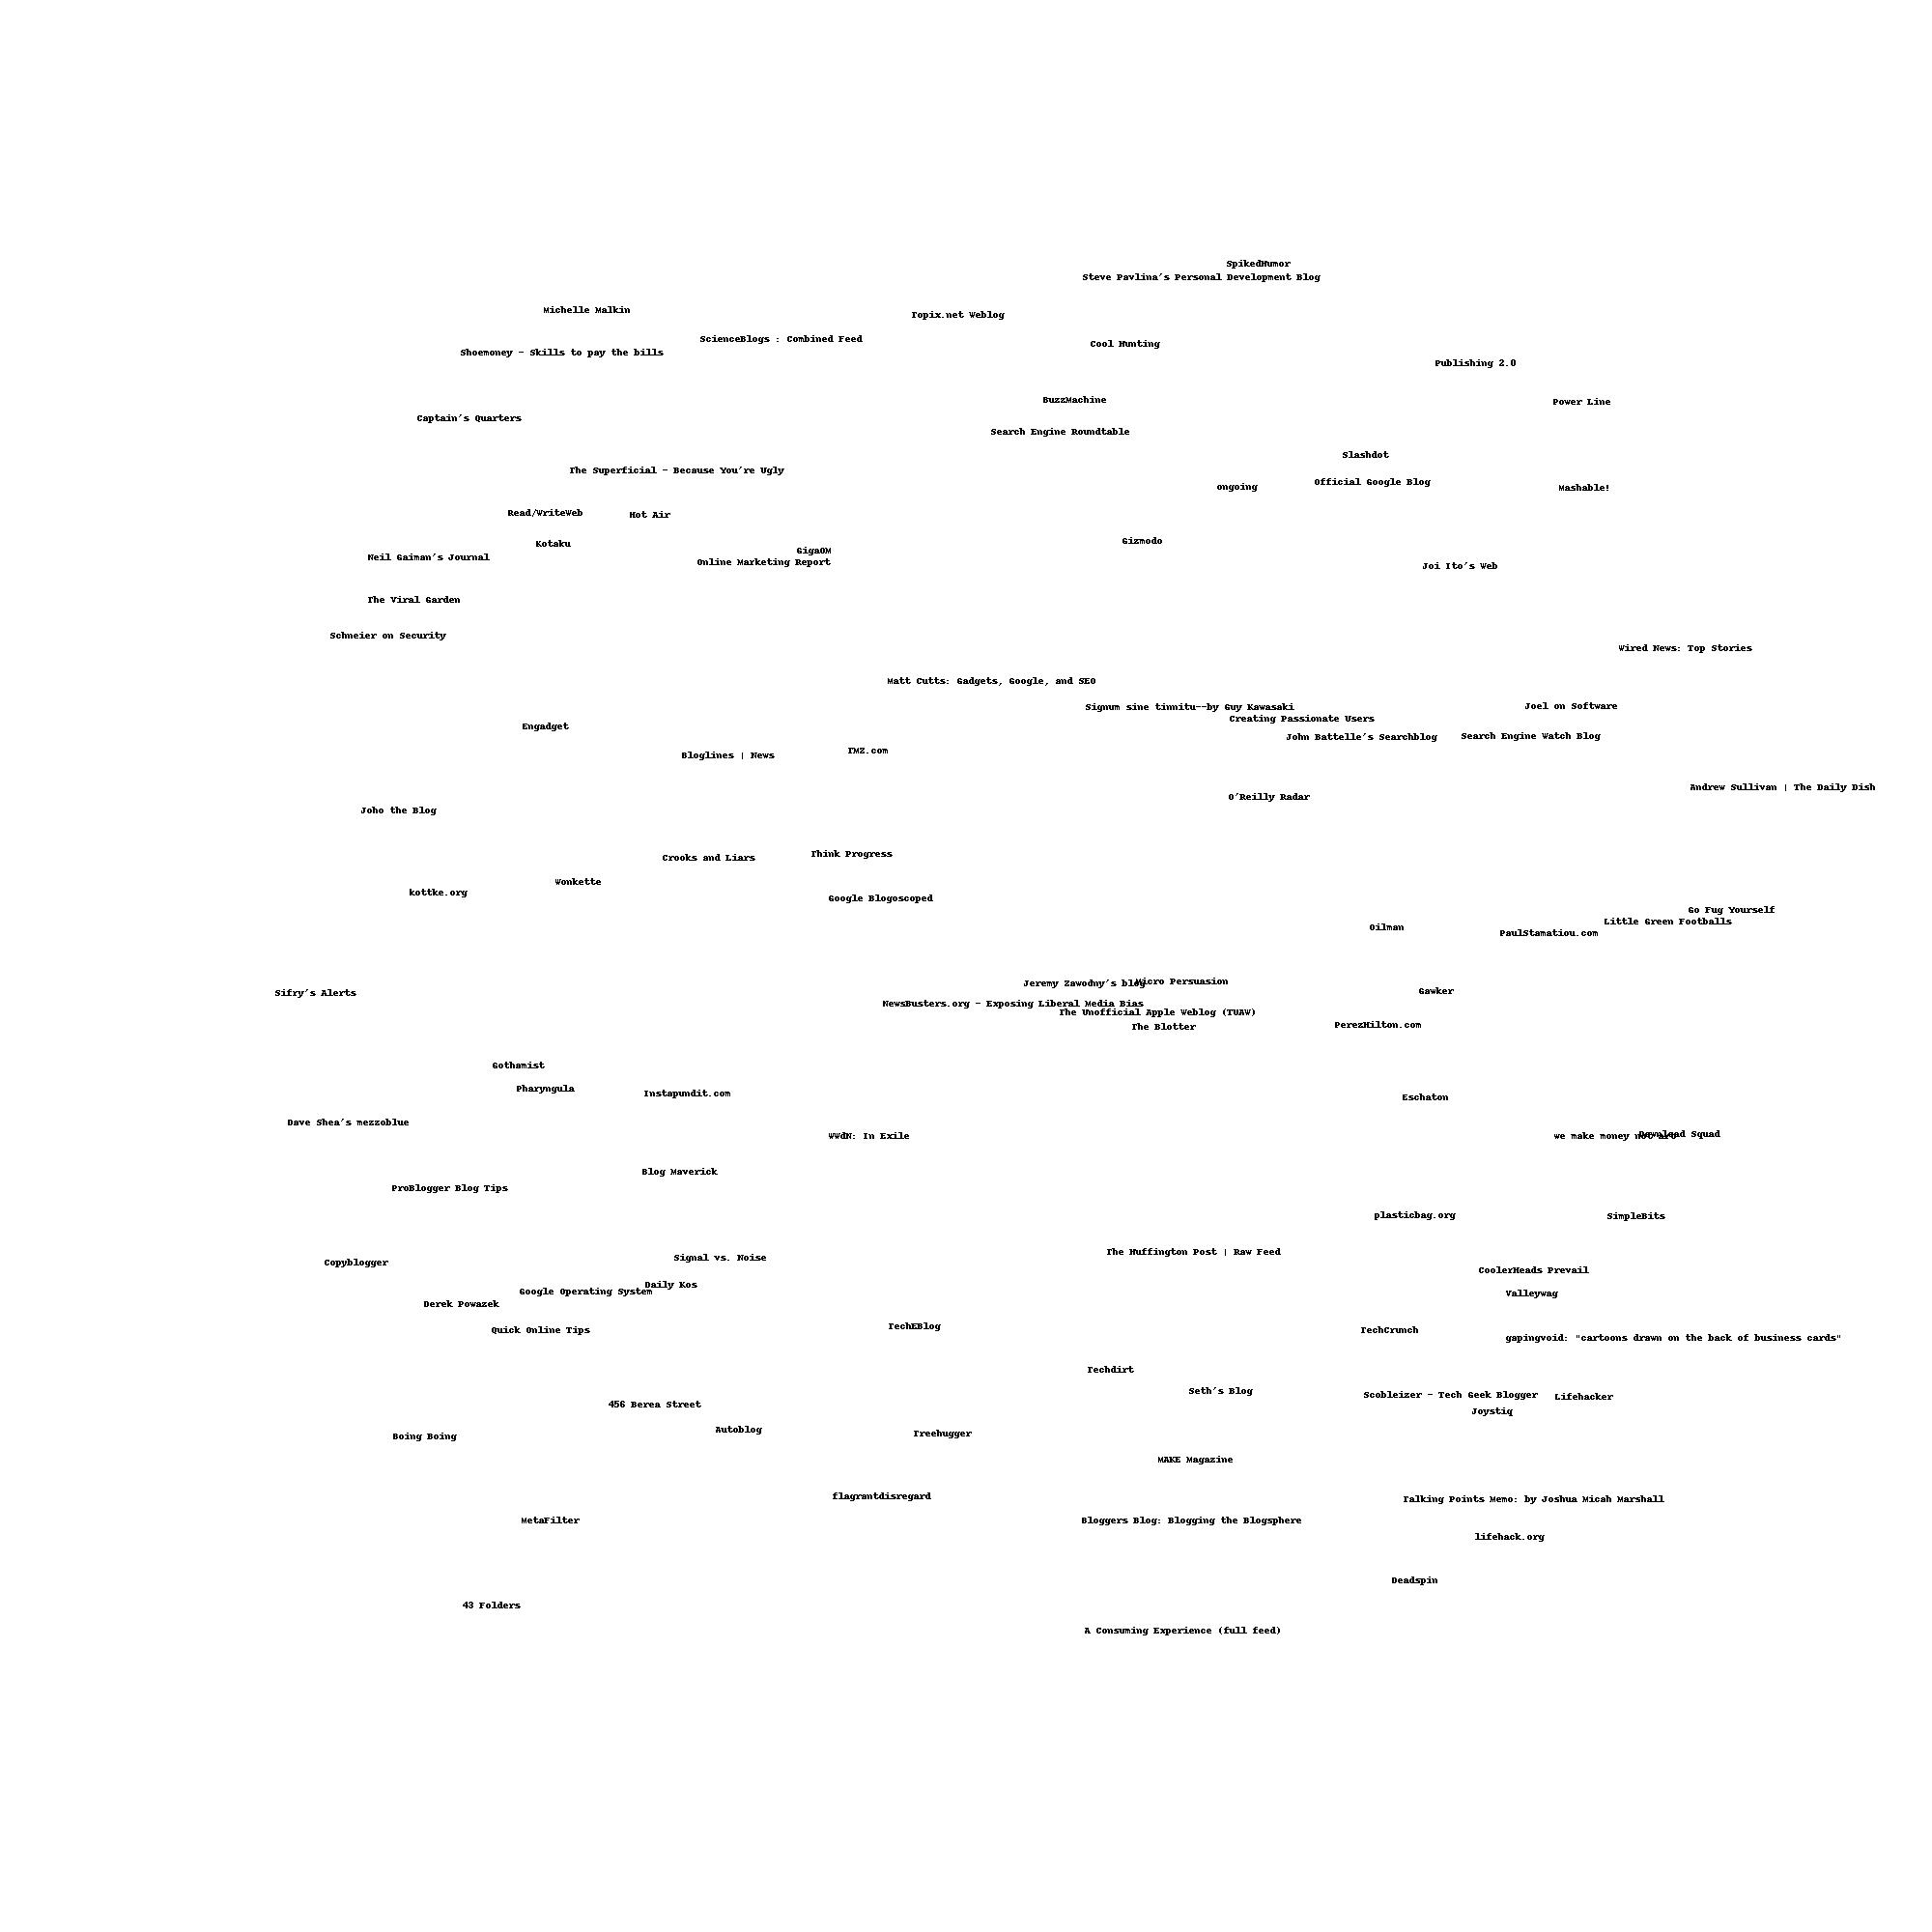 SpikedHumor
Steve Pavlina's Personal Development Blog
Michelle Malkin
Topix.net Weblog
ScienceBlogs : Combined Feed
Cool Hunting
Shoemoney - Skills to pay the bills
Publishing 2.0
BuzzMachine
Power Line
Captain's Quarters
Search Engine Roundtable
Slashdot
The Superficial - Because You're Ugly
Official Google Blog
ongoing
Mashable!
Read/WriteWeb
Hot Air
Gizmodo
Kotaku
GigaOM
Neil Gaiman's Journal
Online Marketing Report
Joi Ito's Web
The Viral Garden
Schneier on Security
Wired News: Top Stories
Matt Cutts: Gadgets, Google, and SEO
Signum sine tinnitu--by Guy Kawasaki
Joel on Software
Creating Passionate Users
Engadget
John Battelle's Searchblog
Search Engine Watch Blog
TMZ.com
Bloglines | News
Andrew Sullivan | The Daily Dish
O'Reilly Radar
Joho the Blog
Think Progress
Crooks and Liars
Wonkette
kottke.org
Google Blogoscoped
Go Fug Yourself
Little Green Footballs
Oilman
PaulStamatiou.com
Micro Persuasion
Jeremy Zawodny's blog
Gawker
Sifry's Alerts
NewsBusters.org - Exposing Liberal Media Bias
The Unofficial Apple Weblog (TUAW)
PerezHilton.com
The Blotter
Gothamist
Pharyngula
Instapundit.com
Eschaton
Dave Shea's mezzoblue
Download Squad
WWdN: In Exile
we make money not art
Blog Maverick
ProBlogger Blog Tips
plasticbag.org
SimpleBits
The Huffington Post | Raw Feed
Signal vs. Noise
Copyblogger
CoolerHeads Prevail
Daily Kos
Google Operating System
Valleywag
Derek Powazek
TechEBlog
Quick Online Tips
TechCrunch
gapingvoid: "cartoons drawn on the back of business cards"
Techdirt
Seth's Blog
Scobleizer - Tech Geek Blogger
Lifehacker
456 Berea Street
Joystiq
Autoblog
Treehugger
Boing Boing
MAKE Magazine
flagrantdisregard
Talking Points Memo: by Joshua Micah Marshall
MetaFilter
Bloggers Blog: Blogging the Blogsphere
lifehack.org
Deadspin
43 Folders
A Consuming Experience (full feed)